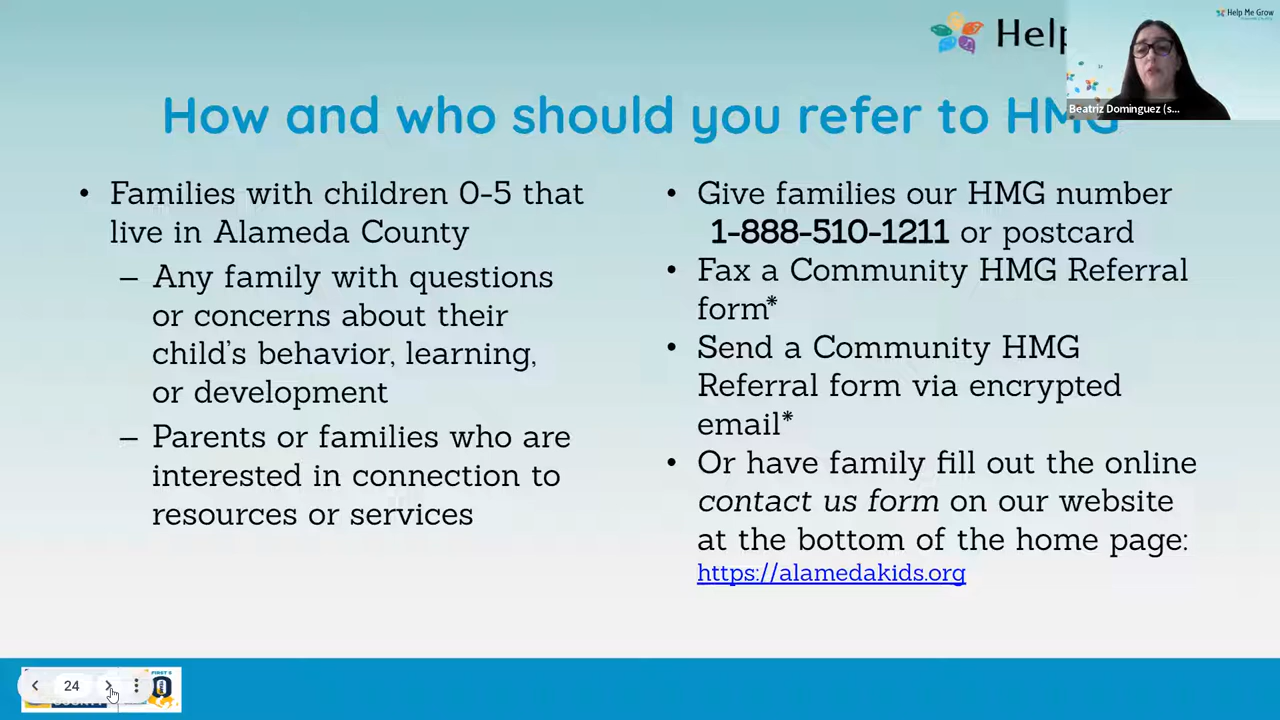 Help
Help Me Grow
Beatriz Dominguez (s...
How and who should you refer to HMG
• Families with children 0-5 that
live in Alameda County
– Any family with questions
or concerns about their
child's behavior, learning,
or development
– Parents or families who are
interested in connection to
resources or services
• Give families our HMG number
1-888-510-1211 or postcard
• Fax a Community HMG Referral
form*
• Send a Community HMG
Referral form via encrypted
email*
• Or have family fill out the online
contact us form on our website
at the bottom of the home page:
https://alamedakids.org
24
FIRST 5